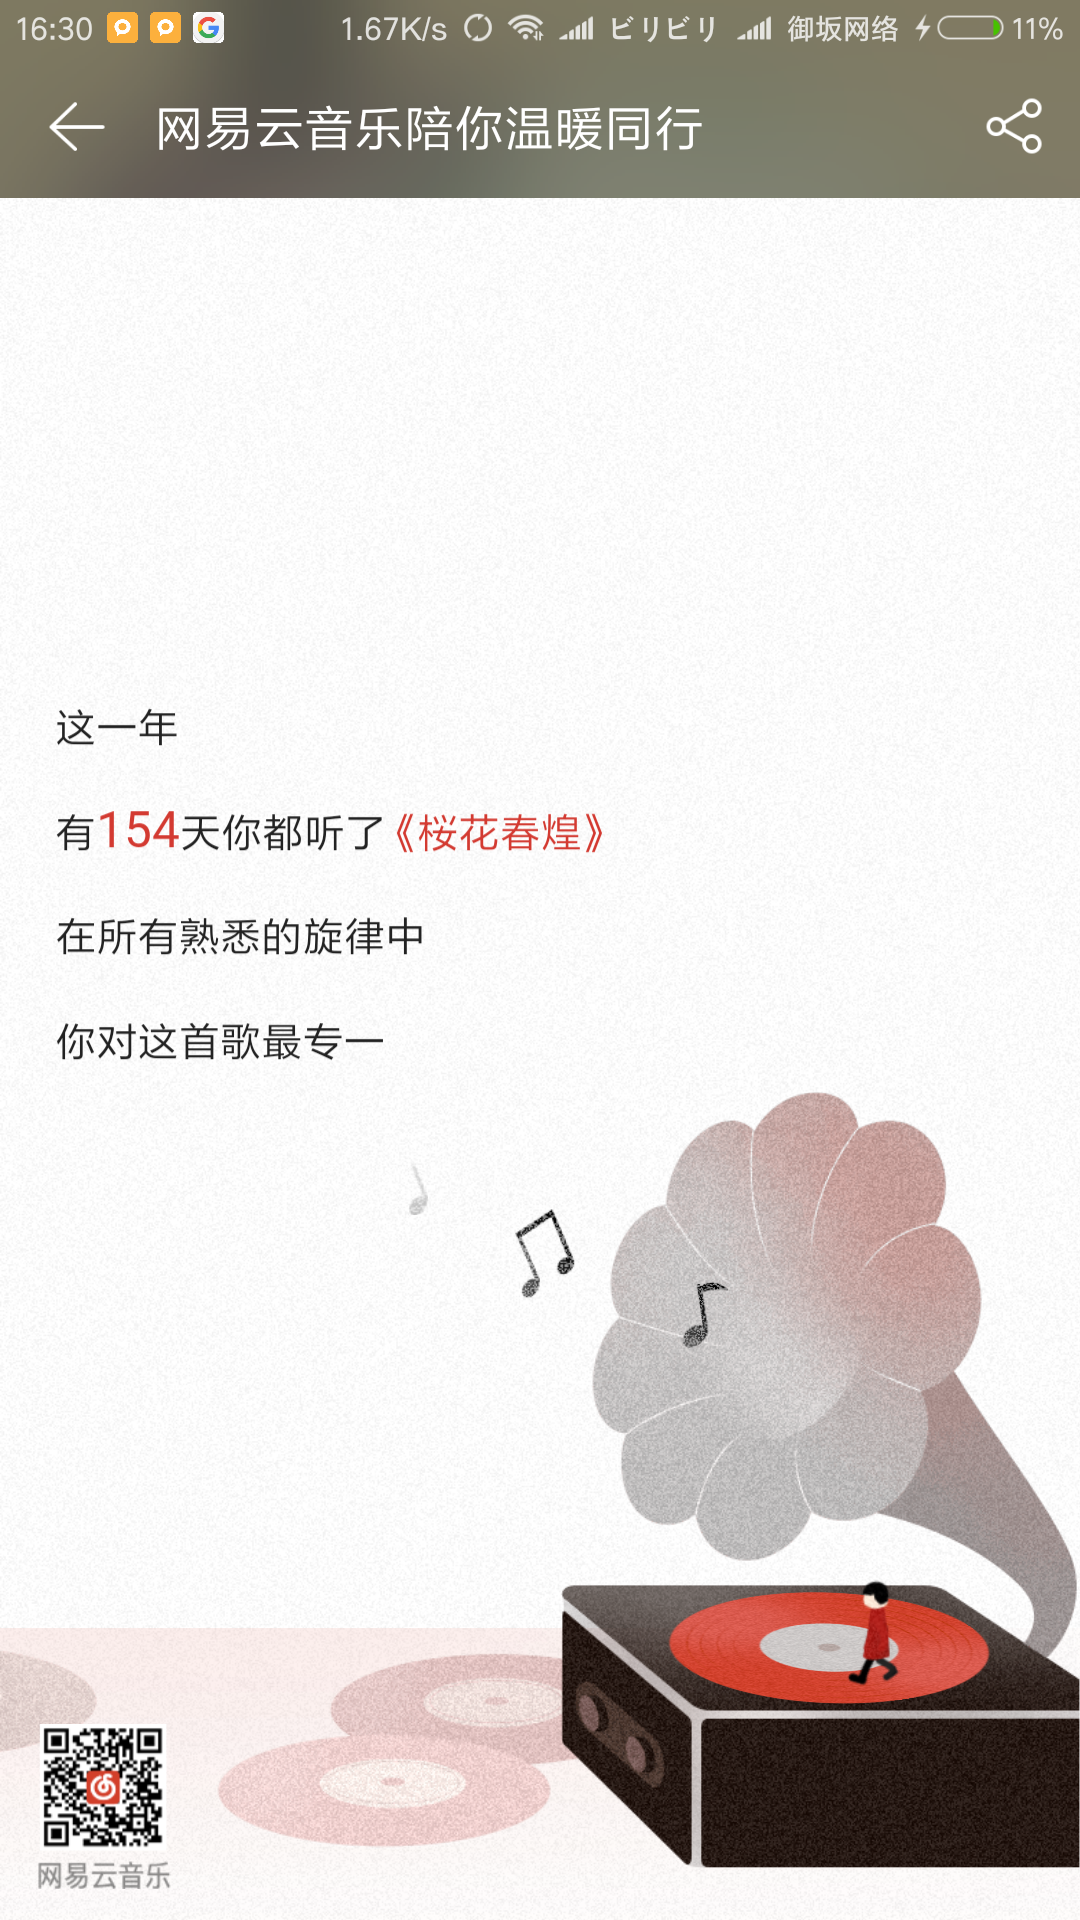 16:30 1.67K/s ビリビリ 御坂网络 11%
网易云音乐陪你温暖同行
这一年
有154天你都听了《桜花春煌》
在所有熟悉的旋律中
你对这首歌最专一
网易云音乐